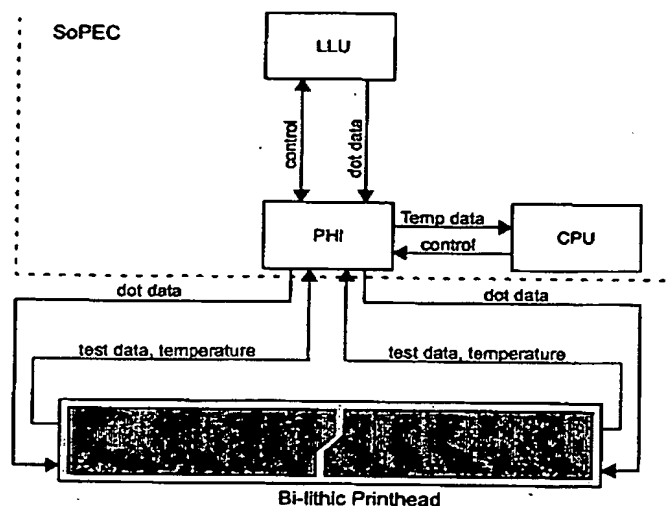 SoPEC
LLU
control
dot data
PHI
Temp data
control
CPU
dot data
dot data
test data, temperature
test data, temperature
Bi-lithic Printhead